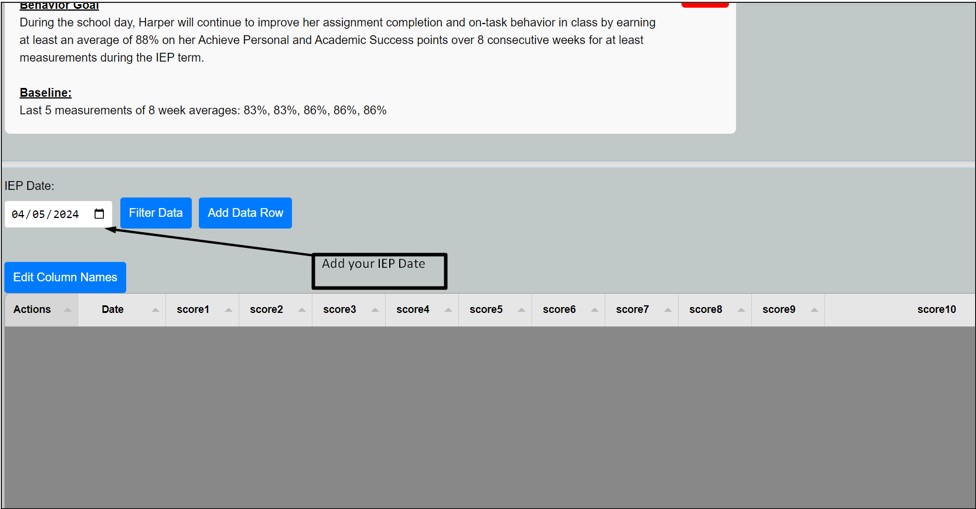 Behavior Goal
During the school day, Harper will continue to improve her assignment completion and on-task behavior in class by earning
at least an average of 88% on her Achieve Personal and Academic Success points over 8 consecutive weeks for at least
measurements during the IEP term.
Baseline:
Last 5 measurements of 8 week averages: 83%, 83%, 86%, 86%, 86%
IEP Date:
04/05/2024 Filter Data Add Data Row
Add your IEP Date
Edit Column Names
Actions Date score1 score2 score3 score4 score5 score6 score7 score8 score9 score10